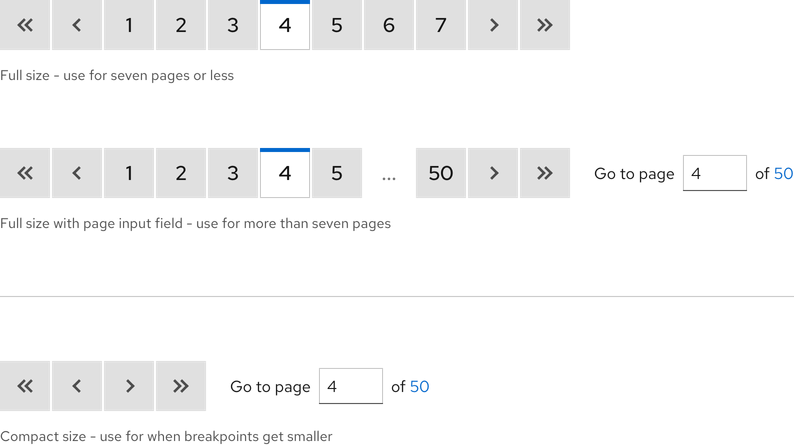 « ‹ 1 2 3 4 5 6 7 › »
Full size - use for seven pages or less
« ‹ 1 2 3 4 5 ... 50 › » Go to page 4 of 50
Full size with page input field - use for more than seven pages
« ‹ › » Go to page 4 of 50
Compact size - use for when breakpoints get smaller